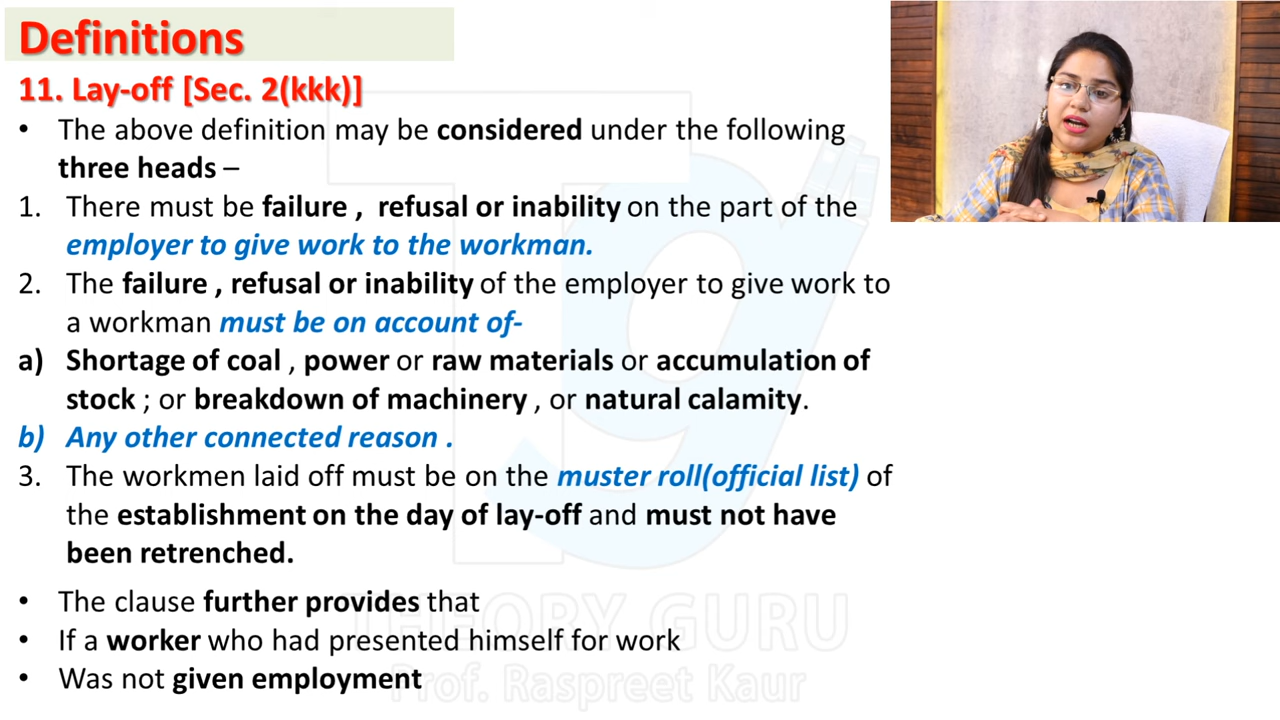 Definitions
11. Lay-off [Sec. 2(kkk)]
• The above definition may be considered under the following
three heads –
1. There must be failure , refusal or inability on the part of the
employer to give work to the workman.
2. The failure , refusal or inability of the employer to give work to
a workman must be on account of-
a) Shortage of coal , power or raw materials or accumulation of
stock ; or breakdown of machinery , or natural calamity.
b) Any other connected reason .
3. The workmen laid off must be on the muster roll(official list) of
the establishment on the day of lay-off and must not have
been retrenched.
• The clause further provides that
• If a worker who had presented himself for work
• Was not given employment
THEORY GURU
Prof. Raspreet Kaur